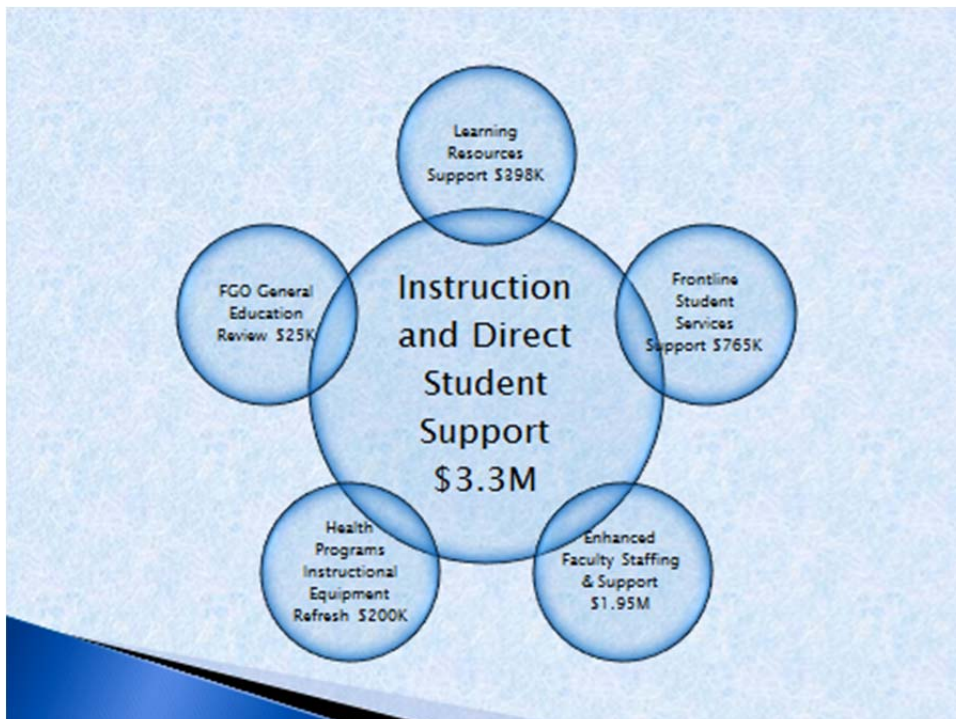 Learning
Resources
Support $398K
Frontline
Student
Services
Support $765K
Enhanced
Faculty Staffing
& Support
$1.95M
Health
Programs
Instructional
Equipment
Refresh $200K
FGO General
Education
Review $25K
Instruction
and Direct
Student
Support
$3.3M